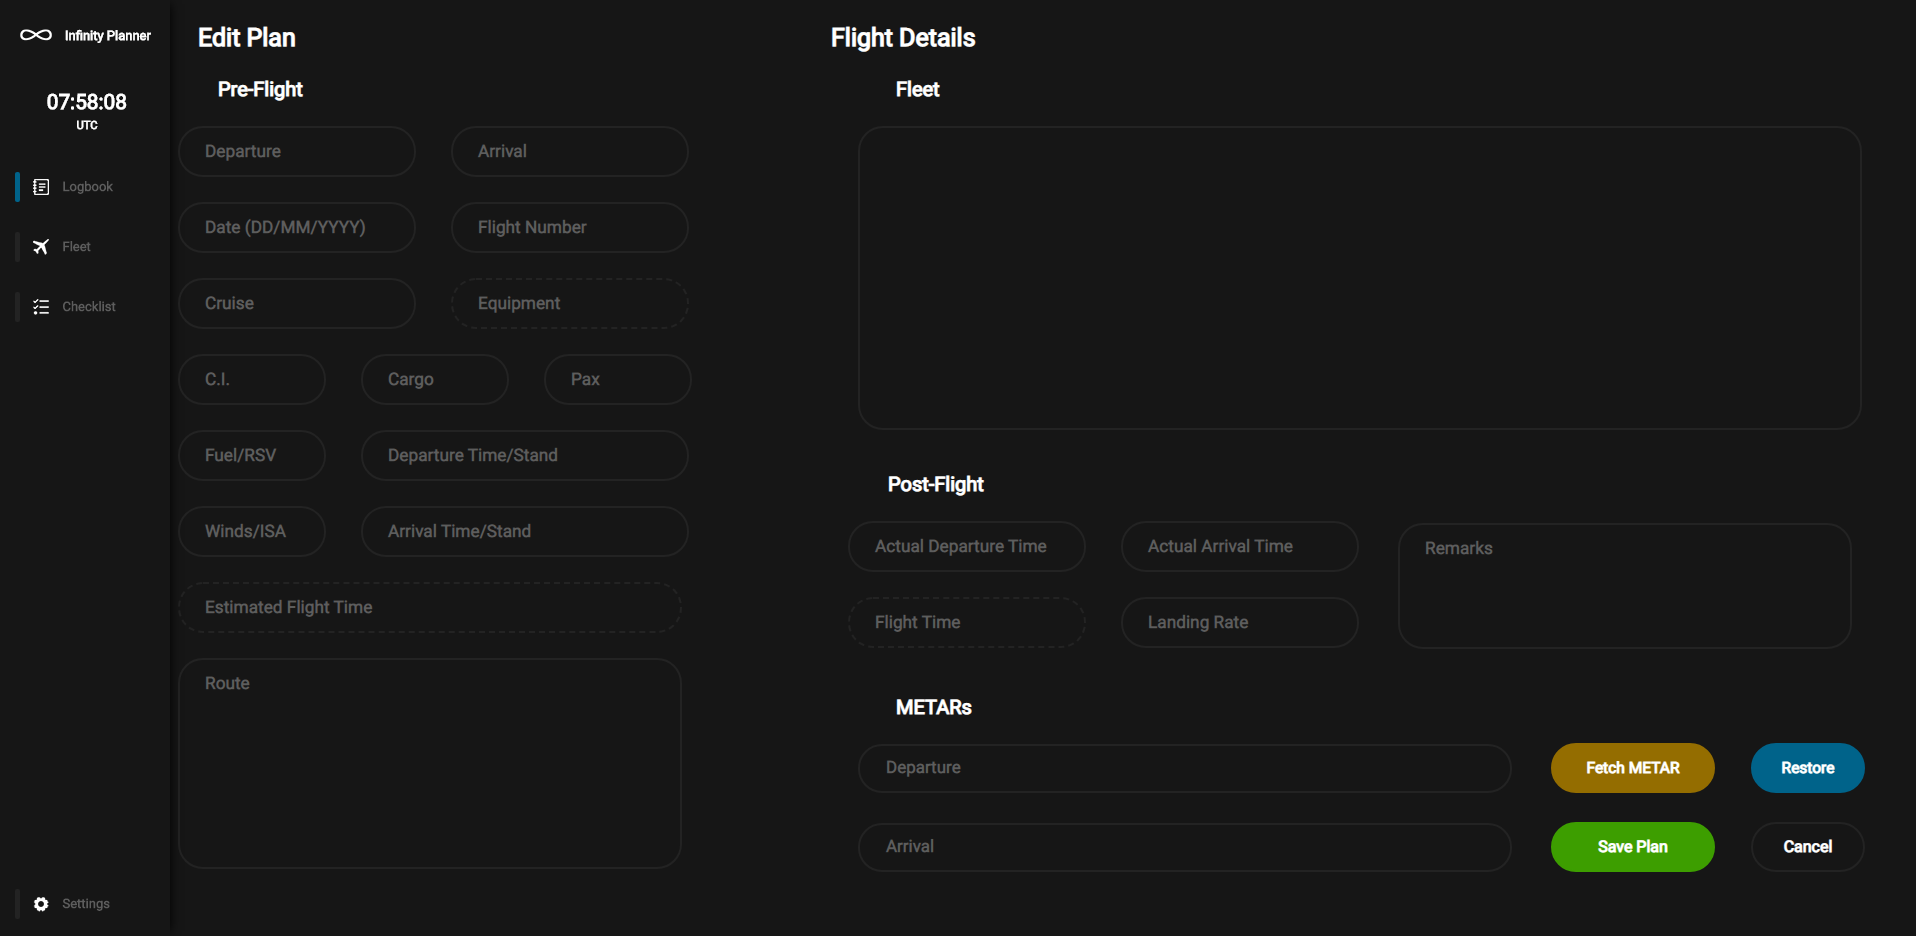 Infinity Planner
07:58:08
UTC
Logbook
Fleet
Checklist
Settings
Edit Plan
Pre-Flight
Departure
Arrival
Date (DD/MM/YYYY)
Flight Number
Cruise
Equipment
C.I.
Cargo
Pax
Fuel/RSV
Departure Time/Stand
Winds/ISA
Arrival Time/Stand
Estimated Flight Time
Route
Flight Details
Fleet
Post-Flight
Actual Departure Time
Actual Arrival Time
Remarks
Flight Time
Landing Rate
METARs
Departure
Fetch METAR
Restore
Arrival
Save Plan
Cancel